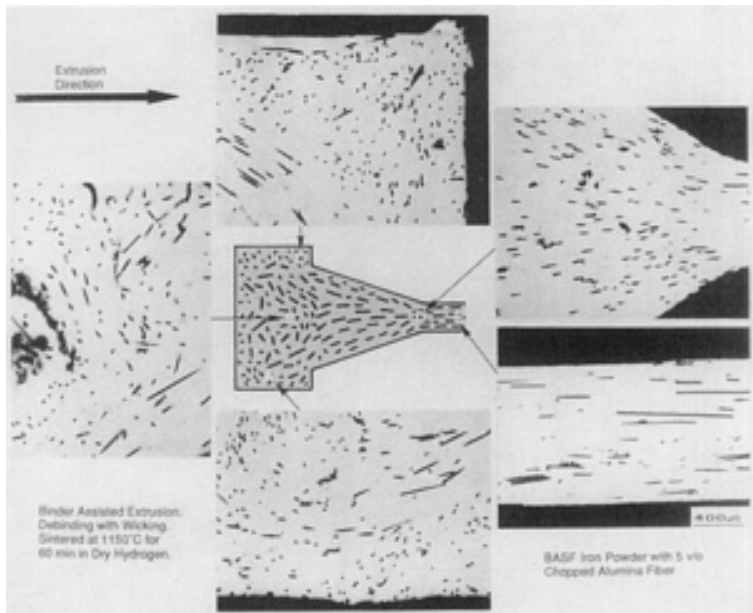 Extrusion
Direction
Binder Assisted Extrusion.
Debinding with Wicking.
Sintered at 1150°C for
60 min in Dry Hydrogen.
400μ
BASF Iron Powder with 5 v/o
Chopped Alumina Fiber